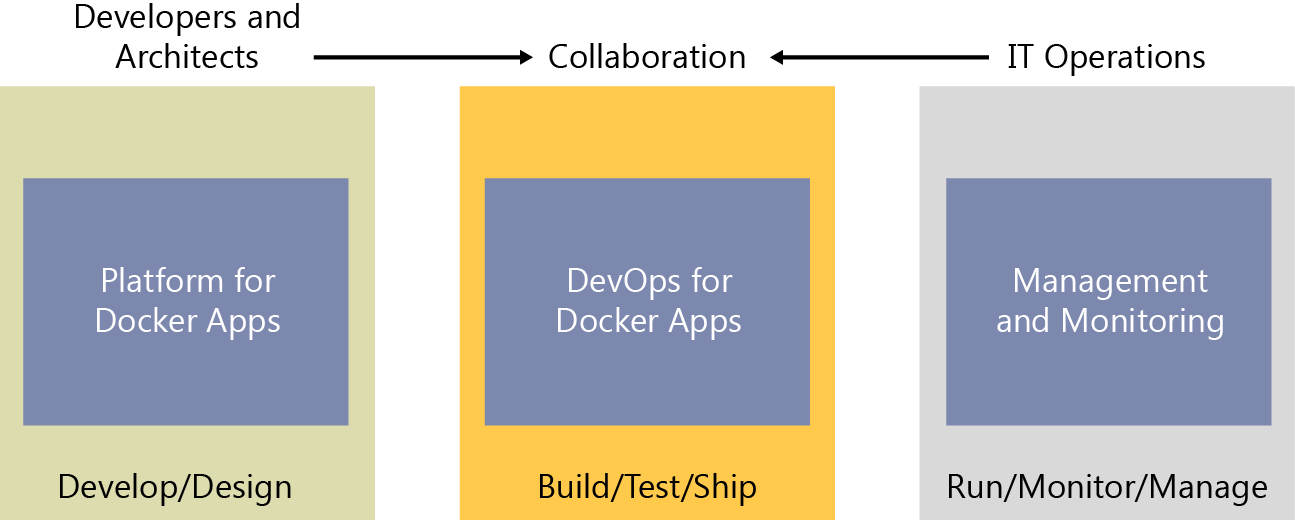 Developers and
Architects
Collaboration
IT Operations
Platform for
Docker Apps
Develop/Design
DevOps for
Docker Apps
Build/Test/Ship
Management
and Monitoring
Run/Monitor/Manage